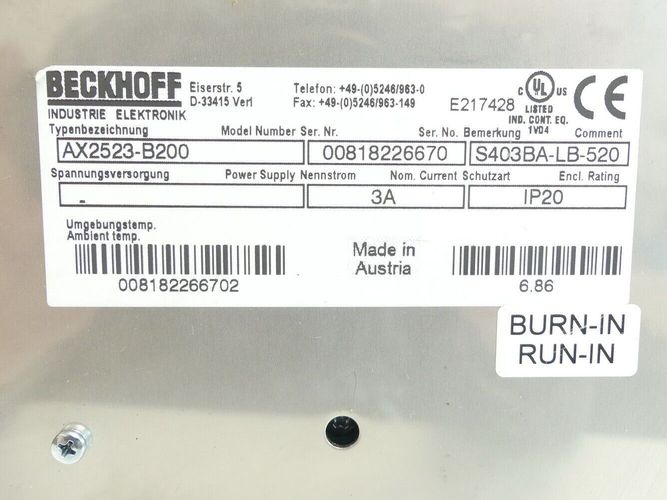 BECKHOFF Eiserstr. 5 Telefon: +49-(0)5246/963-0
D-33415 Verl Fax: +49-(0)5246/963-149 E217428 C UL US CE
INDUSTRIE ELEKTRONIK LISTED
IND. CONT. EQ.
1V04
Typenbezeichnung Model Number Ser. Nr. Ser. No. Bemerkung Comment
AX2523-B200 00818226670 S403BA-LB-520
Spannungsversorgung Power Supply Nennstrom Nom. Current Schutzart Encl. Rating
- 3A IP20
Umgebungstemp.
Ambient temp.
Made in
Austria
008182266702 6.86
BURN-IN
RUN-IN